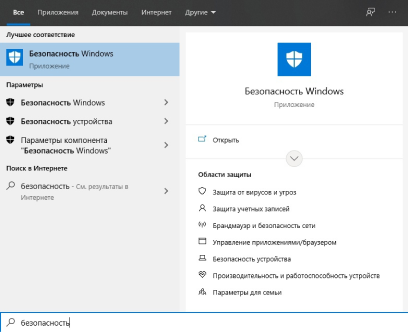 Все Приложения Документы Интернет Другие
Лучшее соответствие
Безопасность Windows
Приложение
Параметры
Безопасность Windows
Безопасность устройства
Параметры компонента
"Безопасность Windows"
Поиск в Интернете
безопасность - См. результаты в
Интернете
Безопасность Windows
Приложение
Открыть
Области защиты
Защита от вирусов и угроз
Защита учетных записей
Брандмауэр и безопасность сети
Управление приложениями/браузером
Безопасность устройства
Производительность и работоспособность устройств
Параметры для семьи
безопасность